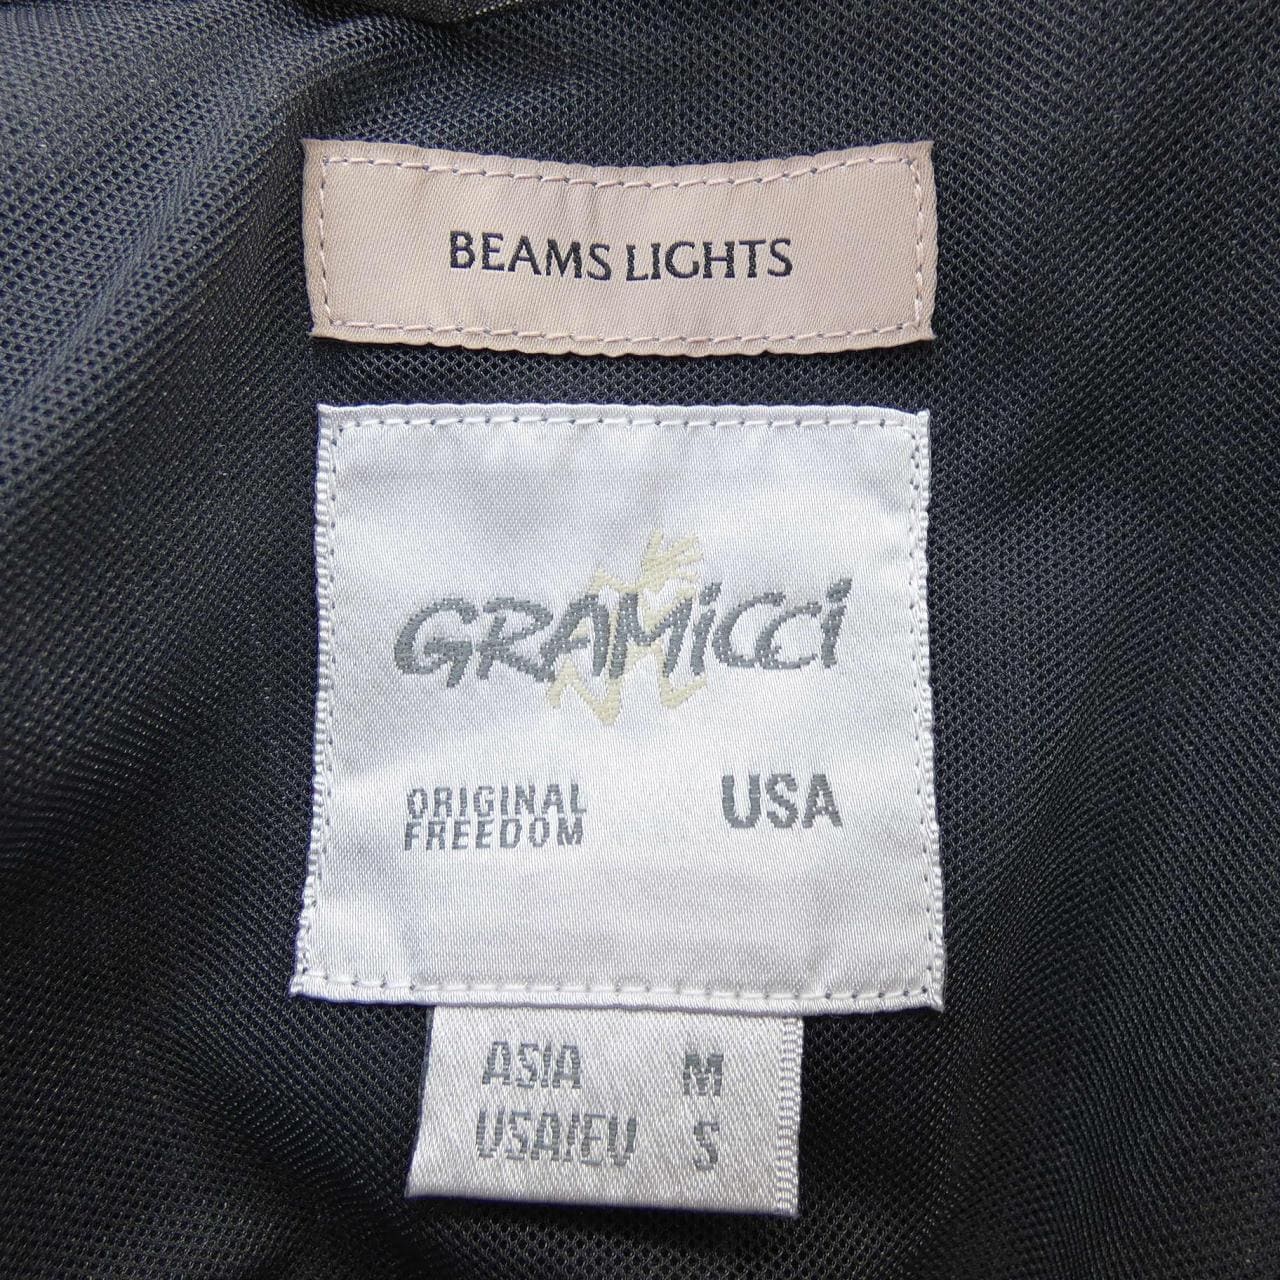 BEAMS LIGHTS
GRAMiCCi
ORIGINAL
FREEDOM
USA
ASIA M
USA/EU S